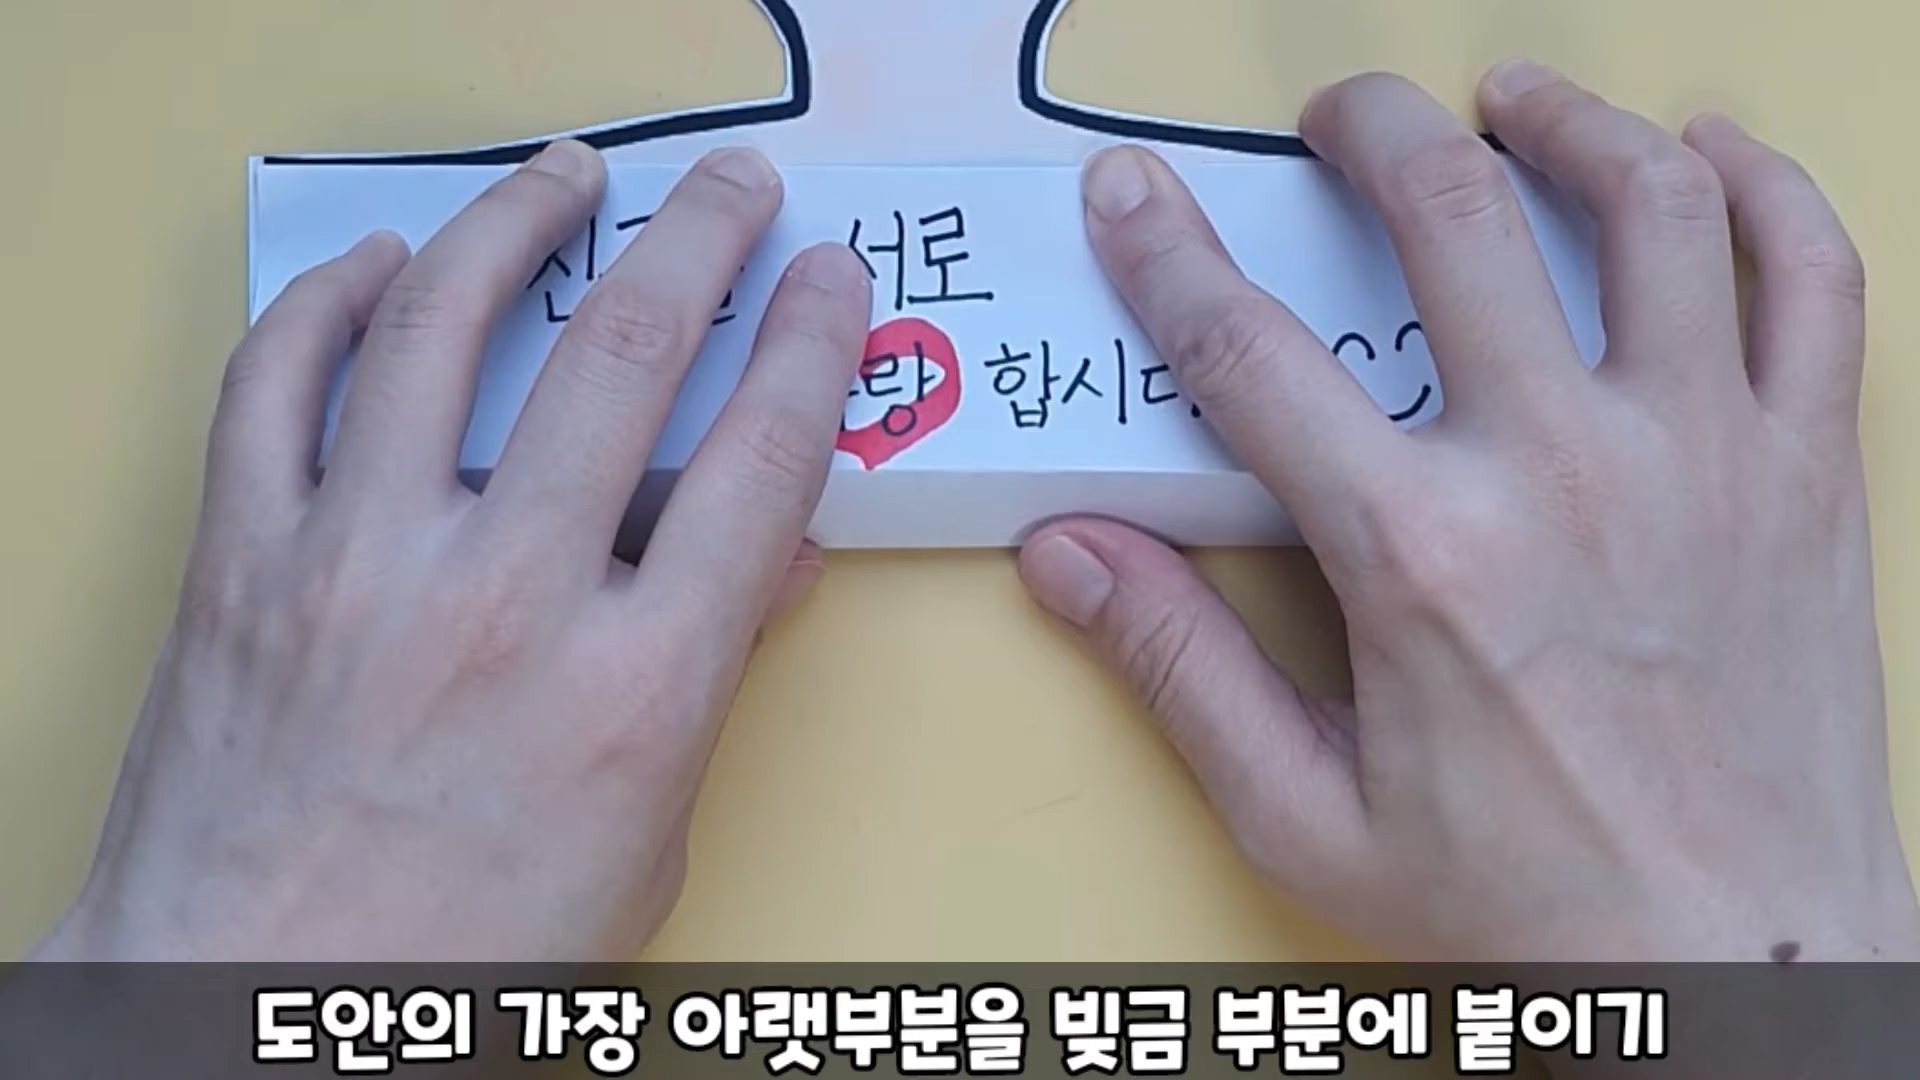 서로
합시다
도안의 가장 아랫부분을 빗금 부분에 붙이기